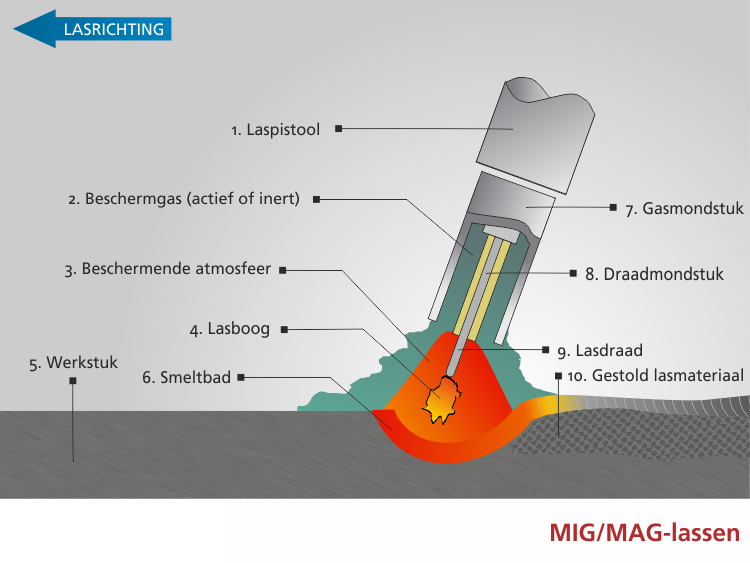 LASRICHTING
1. Laspistool
2. Beschermgas (actief of inert)
3. Beschermende atmosfeer
4. Lasboog
5. Werkstuk
6. Smeltbad
7. Gasmondstuk
8. Draadmondstuk
9. Lasdraad
10. Gestold lasmateriaal
MIG/MAG-lassen